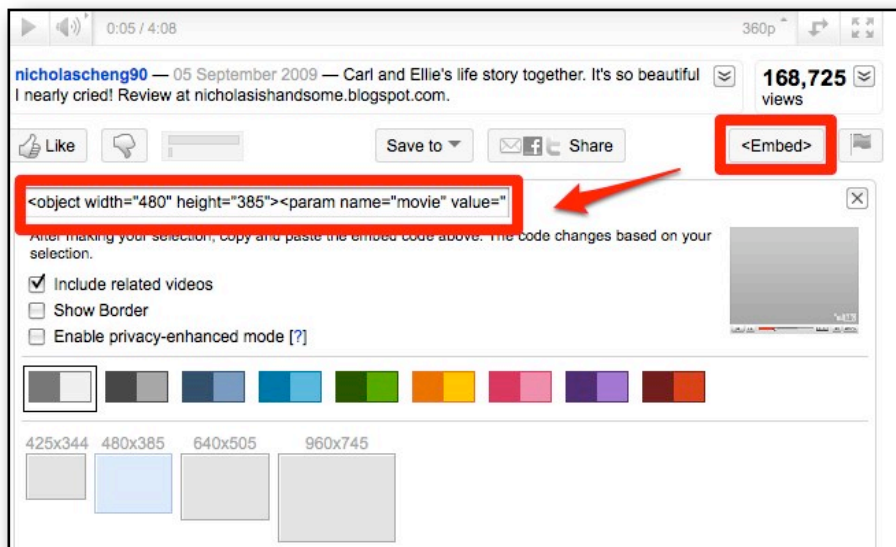 0:05 / 4:08
360p
nicholascheng90 — 05 September 2009 — Carl and Ellie's life story together. It's so beautiful
I nearly cried! Review at nicholasishandsome.blogspot.com.
168,725
views
Like
Save to
Share
<Embed>
<object width="480" height="385"><param name="movie" value="
After making your selection, copy and paste the embed code above. The code changes based on your
selection.
Include related videos
Show Border
Enable privacy-enhanced mode [?]
425x344 480x385 640x505 960x745